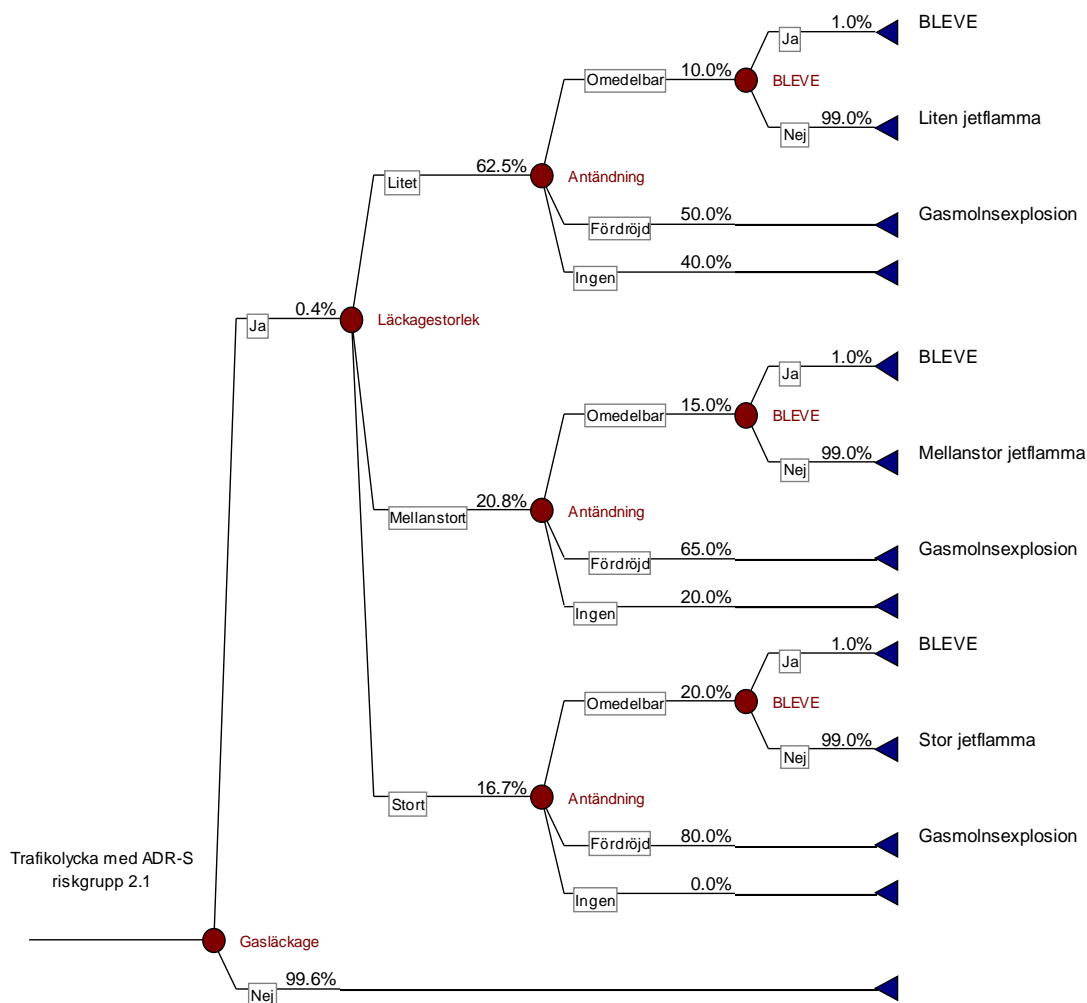 1.0%
BLEVE
Ja
Omedelbar
10.0%
BLEVE
Nej
99.0%
Liten jetflamma
Litet
62.5%
Antändning
Fördröjd
50.0%
Gasmolnsexplosion
Ingen
40.0%
Ja
0.4%
Läckagestorlek
1.0%
BLEVE
Ja
Omedelbar
15.0%
BLEVE
Nej
99.0%
Mellanstor jetflamma
Mellanstort
20.8%
Antändning
Fördröjd
65.0%
Gasmolnsexplosion
Ingen
20.0%
1.0%
BLEVE
Ja
Omedelbar
20.0%
BLEVE
Nej
99.0%
Stor jetflamma
Stort
16.7%
Antändning
Fördröjd
80.0%
Gasmolnsexplosion
Ingen
0.0%
Trafikolycka med ADR-S
riskgrupp 2.1
Gasläckage
Nej
99.6%